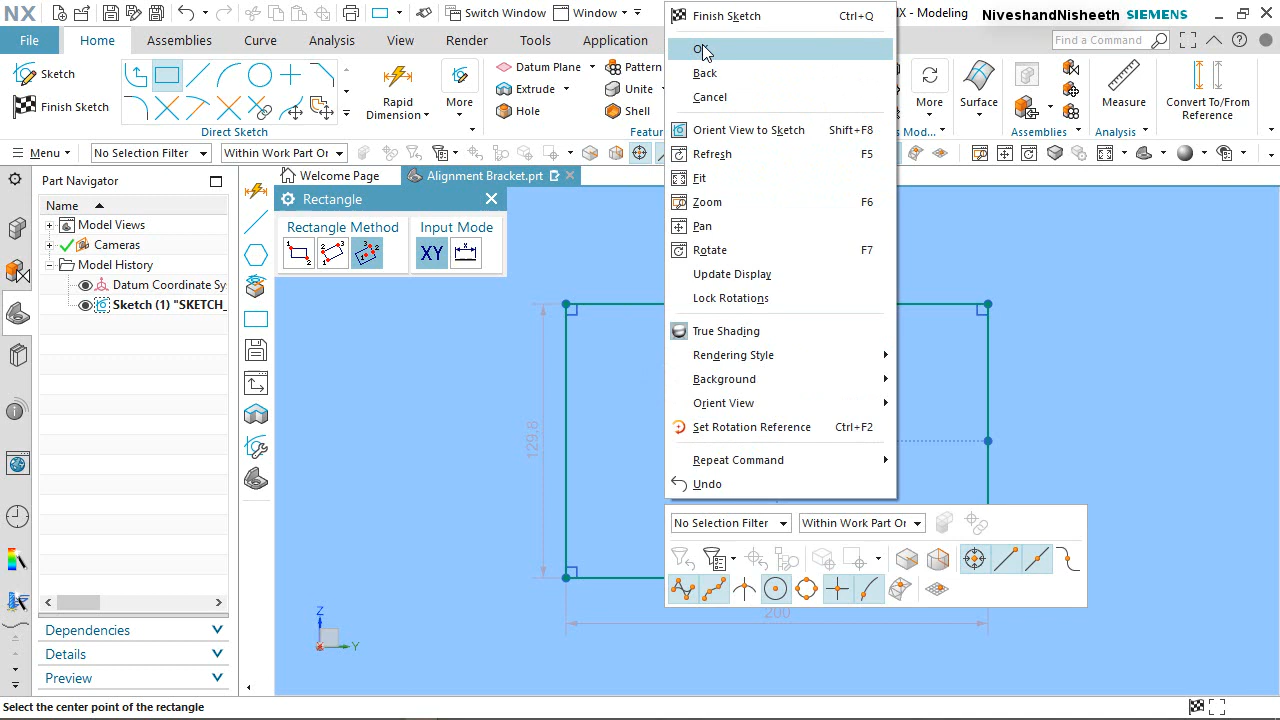 NX
Switch Window
Window
NX - Modeling
NiveshandNisheeth
SIEMENS
File
Home
Assemblies
Curve
Analysis
View
Render
Tools
Application
Find a Command
Sketch
Finish Sketch
Direct Sketch
Rapid
Dimension
More
Datum Plane
Extrude
Hole
Pattern
Unite
Shell
Featur
More
Surface
Measure
Convert To/From
Reference
Mod...
Assemblies
Analysis
Menu
No Selection Filter
Within Work Part Or
Part Navigator
Name
Model Views
Cameras
Model History
Datum Coordinate Sy
Sketch (1) "SKETCH_
Dependencies
Details
Preview
Welcome Page
Alignment Bracket.prt
Rectangle
Rectangle Method
Input Mode
XY
129,8
200
Z
Y
Finish Sketch Ctrl+Q
Back
Cancel
Orient View to Sketch Shift+F8
Refresh F5
Fit
Zoom F6
Pan
Rotate F7
Update Display
Lock Rotations
True Shading
Rendering Style
Background
Orient View
Set Rotation Reference Ctrl+F2
Repeat Command
Undo
No Selection Filter
Within Work Part Or
Select the center point of the rectangle